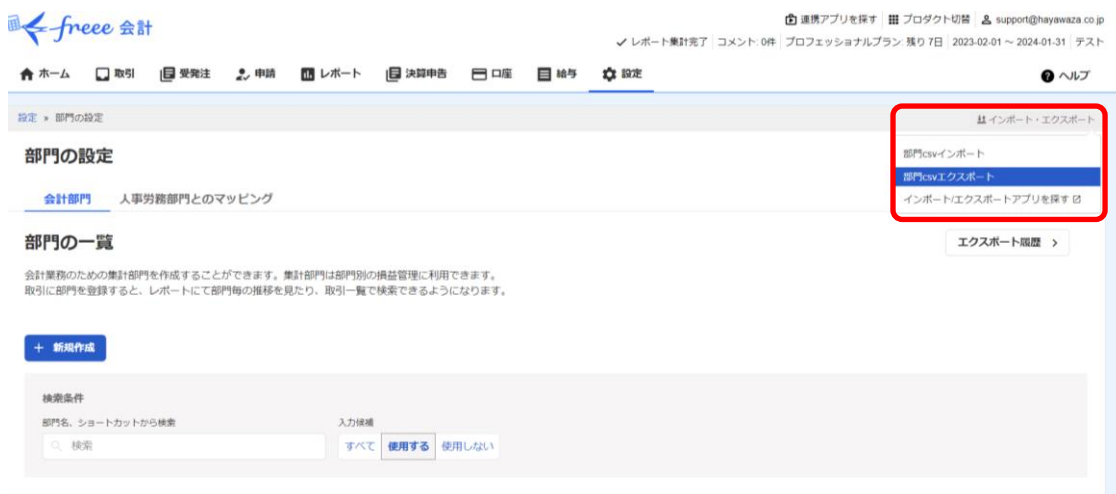 freee 会計
連携アプリを探す プロダクト切替 support@hayawaza.co.jp
レポート集計完了 コメント: 0件 プロフェッショナルプラン: 残り 7日 2023-02-01 ~ 2024-01-31 テスト
ホーム 取引 受発注 申請 レポート 決算申告 口座 給与 設定 ヘルプ
設定 » 部門の設定 インポート・エクスポート
部門の設定
部門csvインポート
部門csvエクスポート
インポート/エクスポートアプリを探す
会計部門 人事労務部門とのマッピング
部門の一覧 エクスポート履歴
会計業務のための集計部門を作成することができます。集計部門は部門別の損益管理に利用できます。
取引に部門を登録すると、レポートにて部門毎の推移を見たり、取引一覧で検索できるようになります。
+ 新規作成
検索条件
部門名、ショートカットから検索 入力候補
検索 すべて 使用する 使用しない